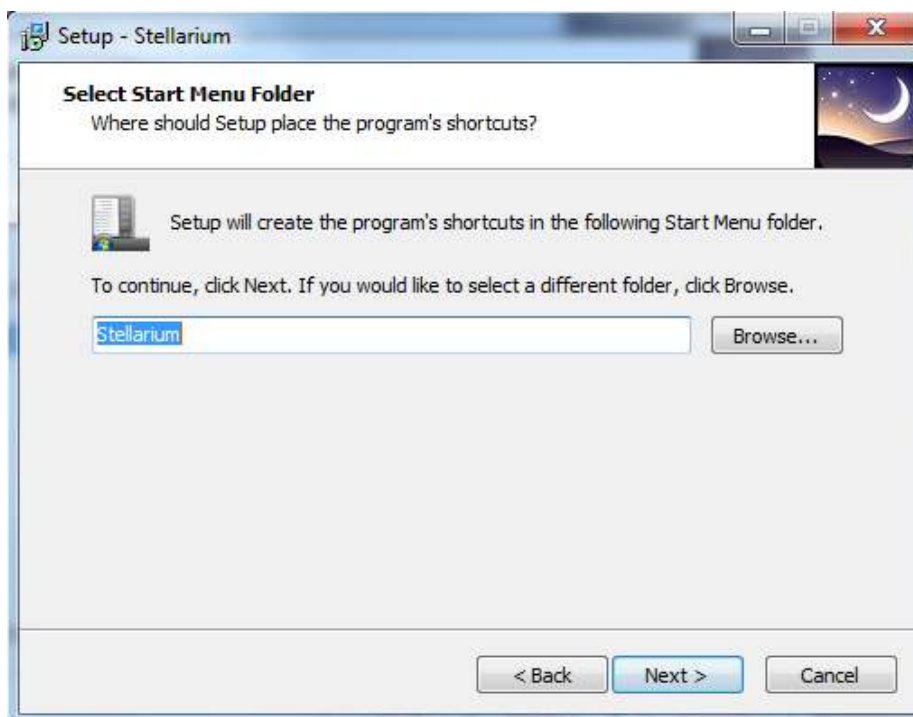 Setup - Stellarium
Select Start Menu Folder
Where should Setup place the program's shortcuts?
Setup will create the program's shortcuts in the following Start Menu folder.
To continue, click Next. If you would like to select a different folder, click Browse.
Stellarium
Browse...
< Back
Next >
Cancel